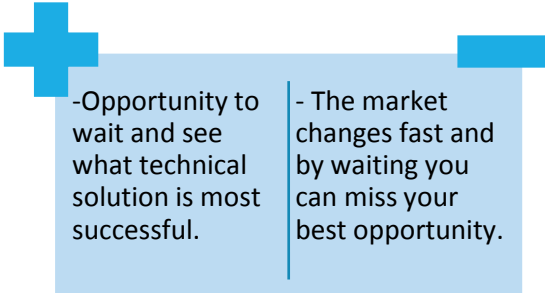 -Opportunity to
wait and see
what technical
solution is most
successful.
- The market
changes fast and
by waiting you
can miss your
best opportunity.